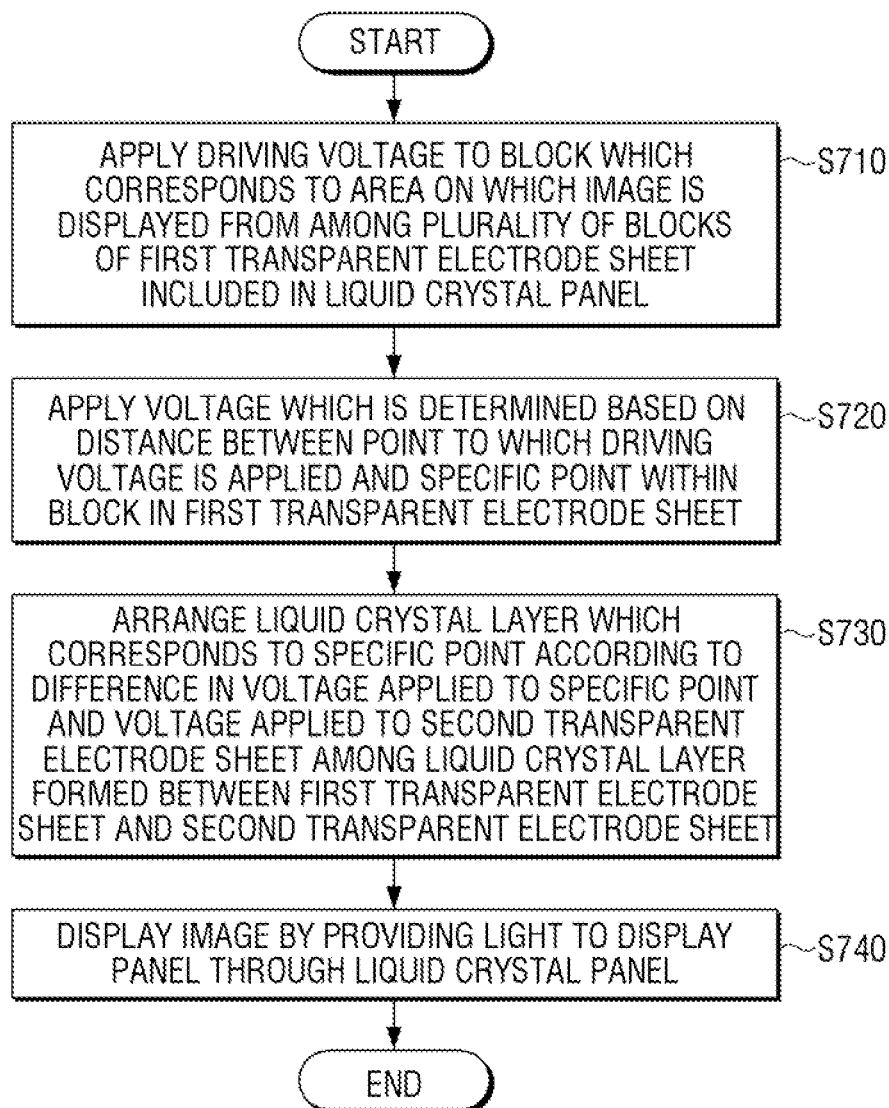 START
APPLY DRIVING VOLTAGE TO BLOCK WHICH
CORRESPONDS TO AREA ON WHICH IMAGE IS
DISPLAYED FROM AMONG PLURALITY OF BLOCKS
OF FIRST TRANSPARENT ELECTRODE SHEET
INCLUDED IN LIQUID CRYSTAL PANEL
S710
APPLY VOLTAGE WHICH IS DETERMINED BASED ON
DISTANCE BETWEEN POINT TO WHICH DRIVING
VOLTAGE IS APPLIED AND SPECIFIC POINT WITHIN
BLOCK IN FIRST TRANSPARENT ELECTRODE SHEET
S720
ARRANGE LIQUID CRYSTAL LAYER WHICH
CORRESPONDS TO SPECIFIC POINT ACCORDING TO
DIFFERENCE IN VOLTAGE APPLIED TO SPECIFIC POINT
AND VOLTAGE APPLIED TO SECOND TRANSPARENT
ELECTRODE SHEET AMONG LIQUID CRYSTAL LAYER
FORMED BETWEEN FIRST TRANSPARENT ELECTRODE
SHEET AND SECOND TRANSPARENT ELECTRODE SHEET
S730
DISPLAY IMAGE BY PROVIDING LIGHT TO DISPLAY
PANEL THROUGH LIQUID CRYSTAL PANEL
S740
END